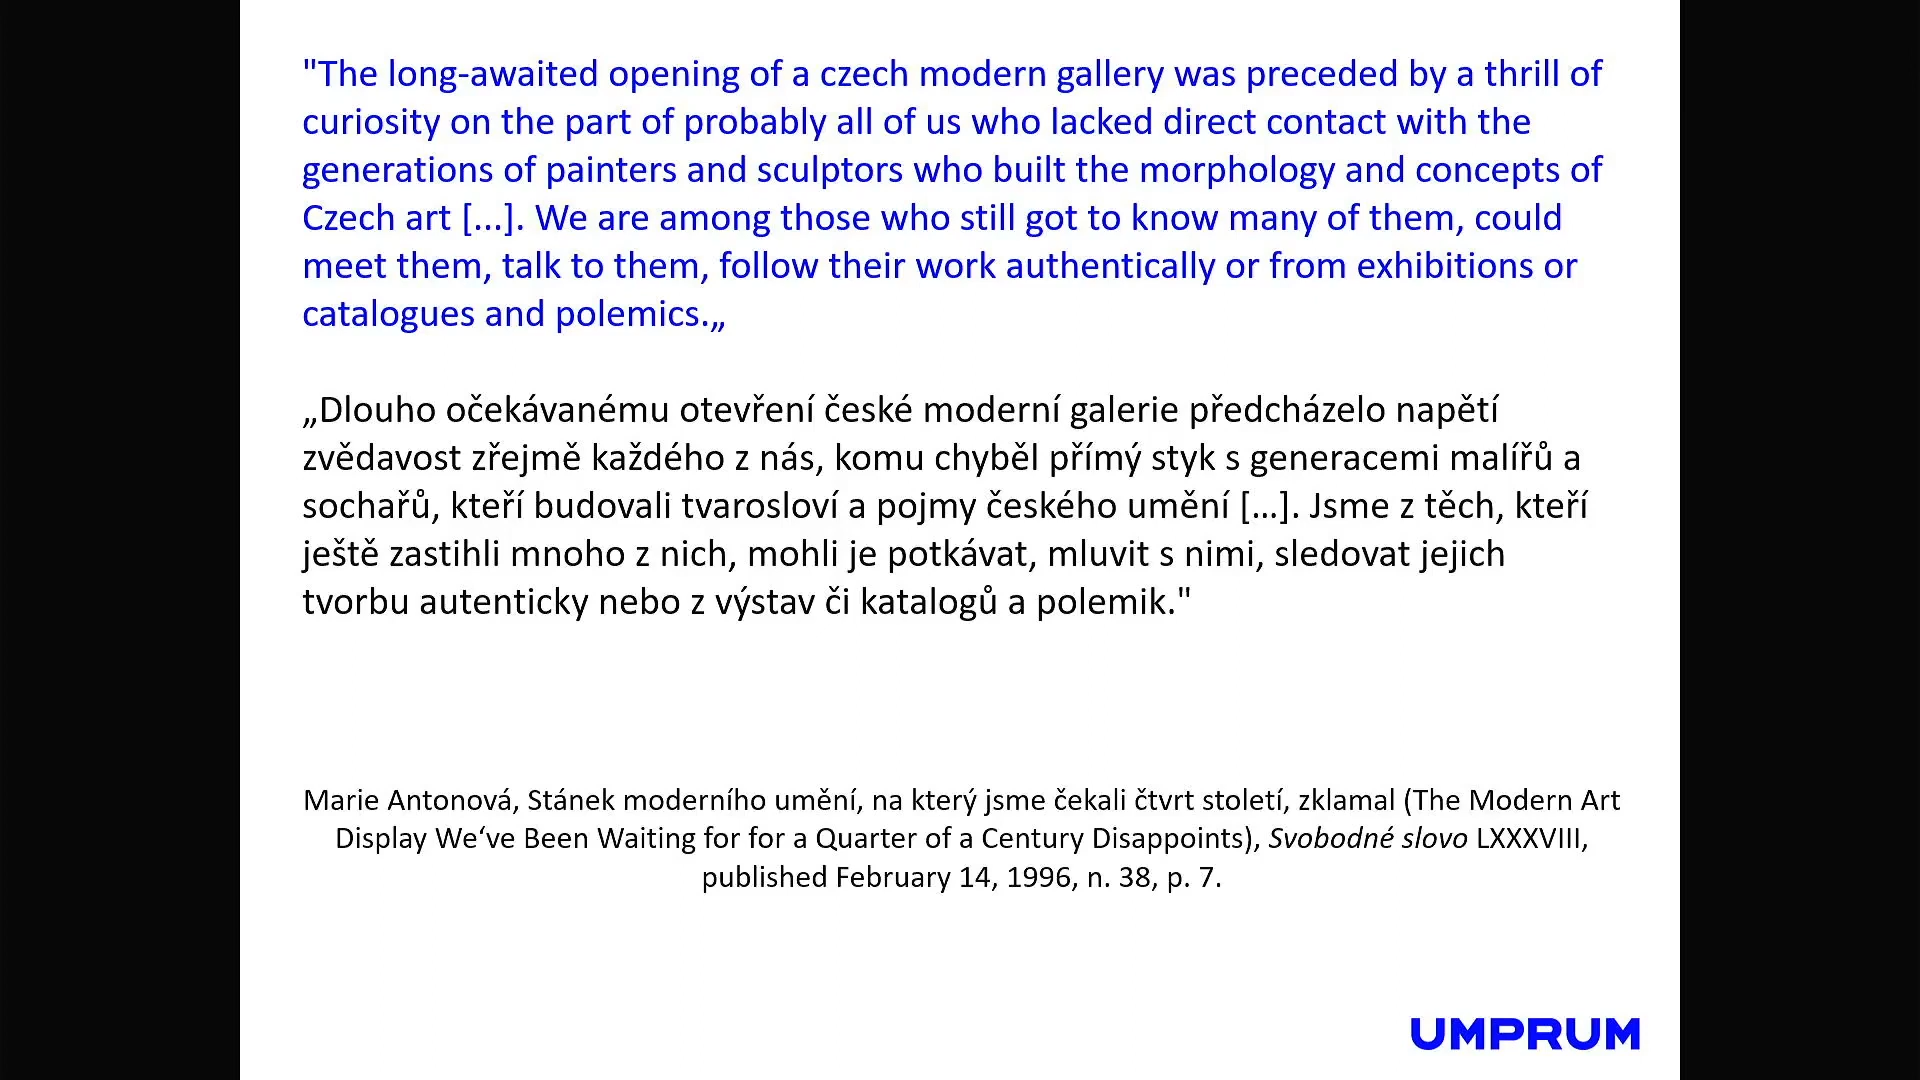 "The long-awaited opening of a czech modern gallery was preceded by a thrill of
curiosity on the part of probably all of us who lacked direct contact with the
generations of painters and sculptors who built the morphology and concepts of
Czech art [...]. We are among those who still got to know many of them, could
meet them, talk to them, follow their work authentically or from exhibitions or
catalogues and polemics.„
„Dlouho očekávanému otevření české moderní galerie předcházelo napětí
zvědavost zřejmě každého z nás, komu chyběl přímý styk s generacemi malířů a
sochařů, kteří budovali tvarosloví a pojmy českého umění […]. Jsme z těch, kteří
ještě zastihli mnoho z nich, mohli je potkávat, mluvit s nimi, sledovat jejich
tvorbu autenticky nebo z výstav či katalogů a polemik."
Marie Antonová, Stánek moderního umění, na který jsme čekali čtvrt století, zklamal (The Modern Art
Display We‘ve Been Waiting for for a Quarter of a Century Disappoints), Svobodné slovo LXXXVIII,
published February 14, 1996, n. 38, p. 7.
UMPRUM